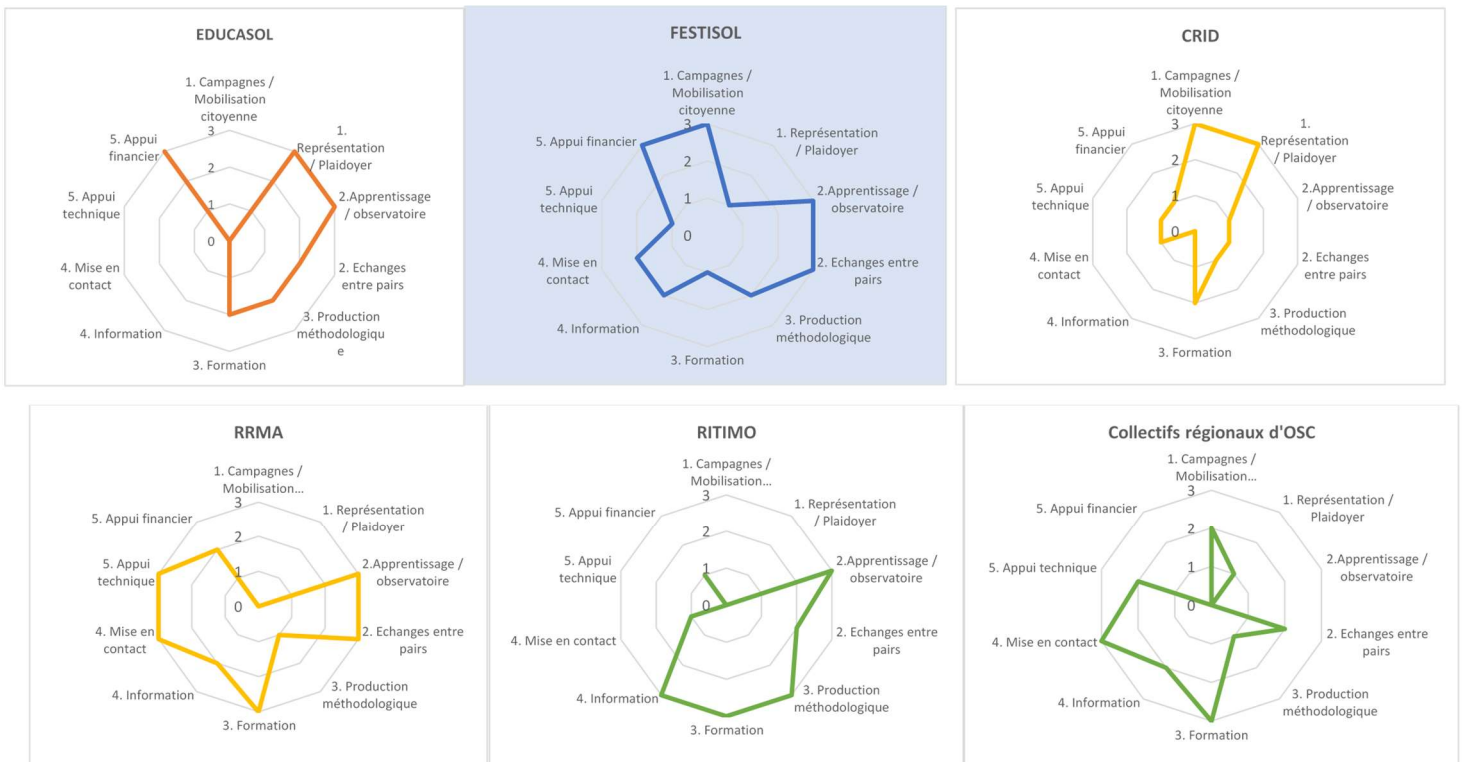 EDUCASOL
1. Campagnes /
Mobilisation
citoyenne
1.
Représentation
/ Plaidoyer
2.Apprentissage
/ observatoire
2. Echanges
entre pairs
3. Production
méthodologiqu
e
3. Formation
4. Information
4. Mise en
contact
5. Appui
technique
5. Appui
financier
3
2
1
0
FESTISOL
1. Campagnes /
Mobilisation
citoyenne
1. Représentation
/ Plaidoyer
2.Apprentissage /
observatoire
2. Echanges entre
pairs
3. Production
méthodologique
3. Formation
4. Information
4. Mise en
contact
5. Appui
technique
5. Appui financier
3
2
1
0
CRID
1. Campagnes /
Mobilisation
citoyenne
1.
Représentation
/ Plaidoyer
2.Apprentissage
/ observatoire
2. Echanges
entre pairs
3. Production
méthodologique
3. Formation
4. Information
4. Mise en
contact
5. Appui
technique
5. Appui
financier
3
2
1
0
RRMA
1. Campagnes /
Mobilisation...
1. Représentation
/ Plaidoyer
2.Apprentissage /
observatoire
2. Echanges entre
pairs
3. Production
méthodologique
3. Formation
4. Information
4. Mise en
contact
5. Appui
technique
5. Appui financier
3
2
1
0
RITIMO
1. Campagnes /
Mobilisation...
1. Représentation
/ Plaidoyer
2.Apprentissage /
observatoire
2. Echanges entre
pairs
3. Production
méthodologique
3. Formation
4. Information
4. Mise en contact
5. Appui
technique
5. Appui financier
3
2
1
0
Collectifs régionaux d'OSC
1. Campagnes /
Mobilisation...
1. Représentation /
Plaidoyer
2.Apprentissage /
observatoire
2. Echanges entre
pairs
3. Production
méthodologique
3. Formation
4. Information
4. Mise en contact
5. Appui technique
5. Appui financier
3
2
1
0